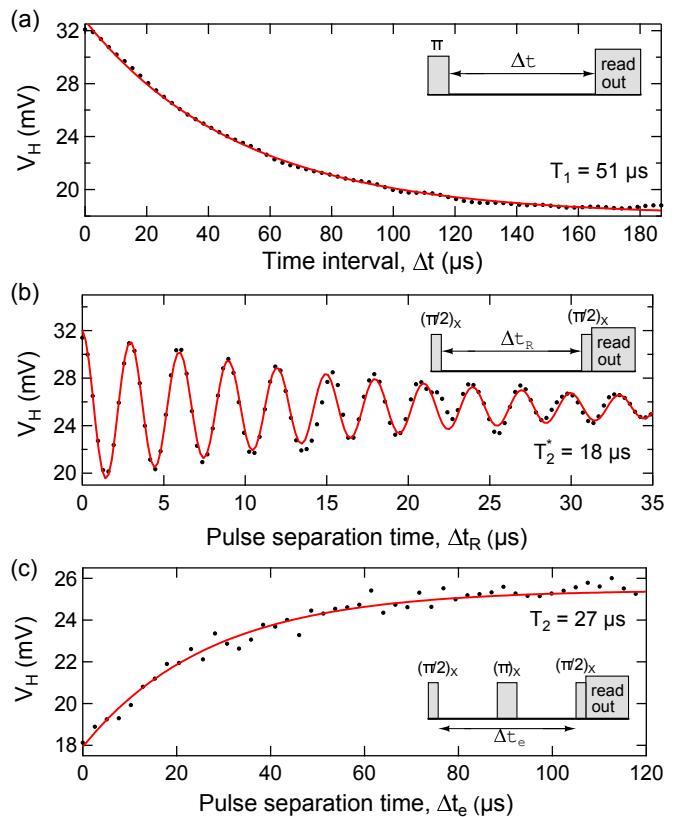 (a)
32
28
24
20
V_H (mV)
π
Δt
read
out
T_1 = 51 µs
0 20 40 60 80 100 120 140 160 180
Time interval, Δt (µs)
(b)
32
28
24
20
V_H (mV)
(π/2)_X (π/2)_X
Δt_R
read
out
T_2^* = 18 µs
0 5 10 15 20 25 30 35
Pulse separation time, Δt_R (µs)
(c)
26
24
22
20
18
V_H (mV)
T_2 = 27 µs
(π/2)_X (π)_X (π/2)_X
read
out
Δt_e
0 20 40 60 80 100 120
Pulse separation time, Δt_e (µs)